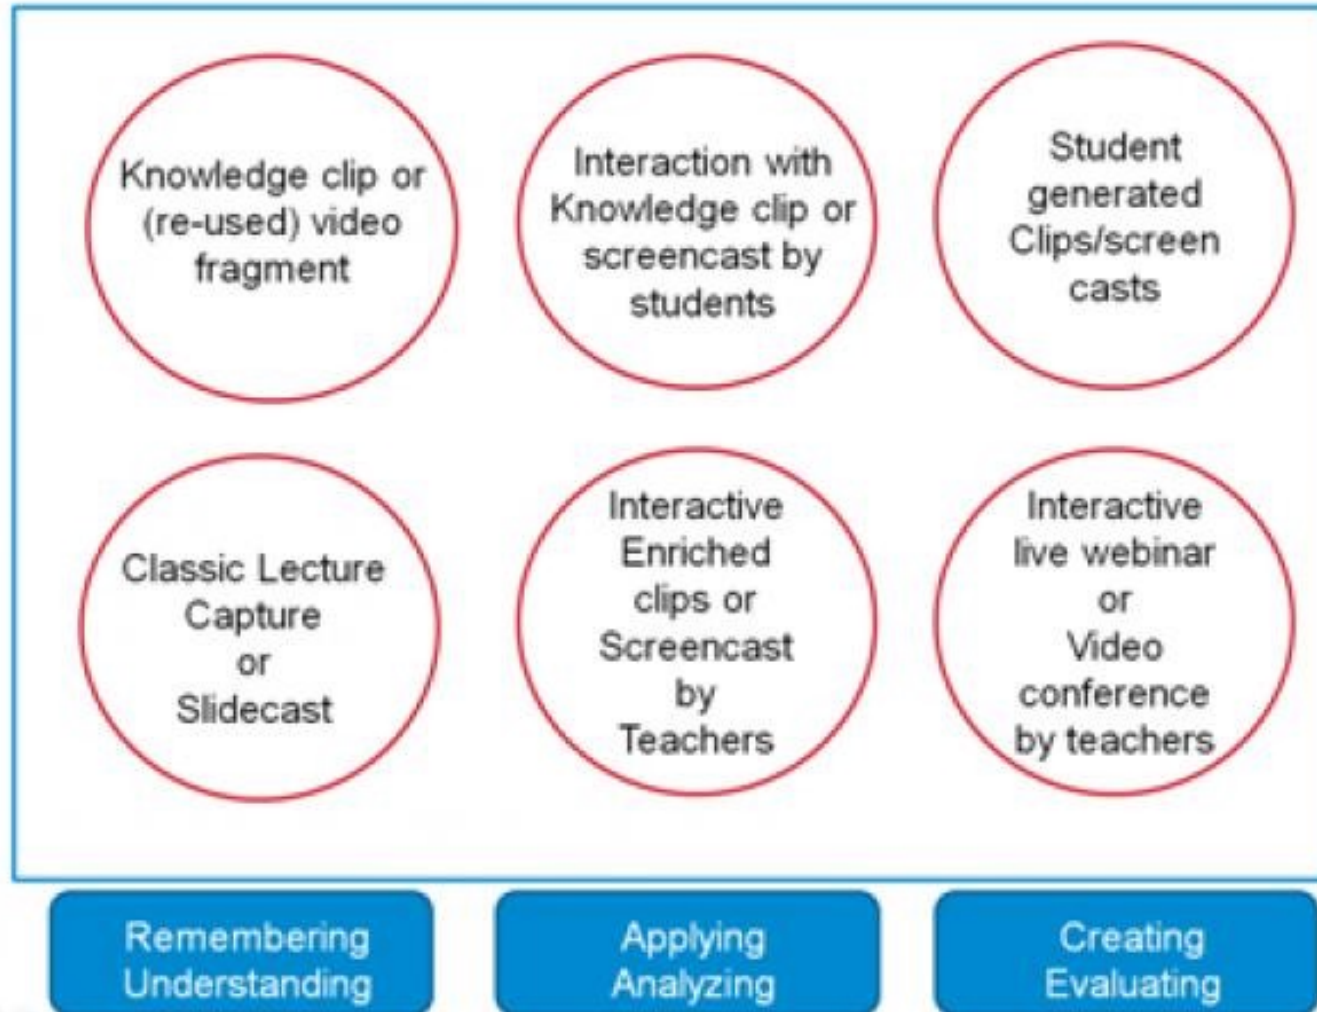 Knowledge clip or
(re-used) video
fragment
Interaction with
Knowledge clip or
screencast by
students
Student
generated
Clips/screen
casts
Classic Lecture
Capture
or
Slidecast
Interactive
Enriched
clips or
Screencast
by
Teachers
Interactive
live webinar
or
Video
conference
by teachers
Remembering
Understanding
Applying
Analyzing
Creating
Evaluating